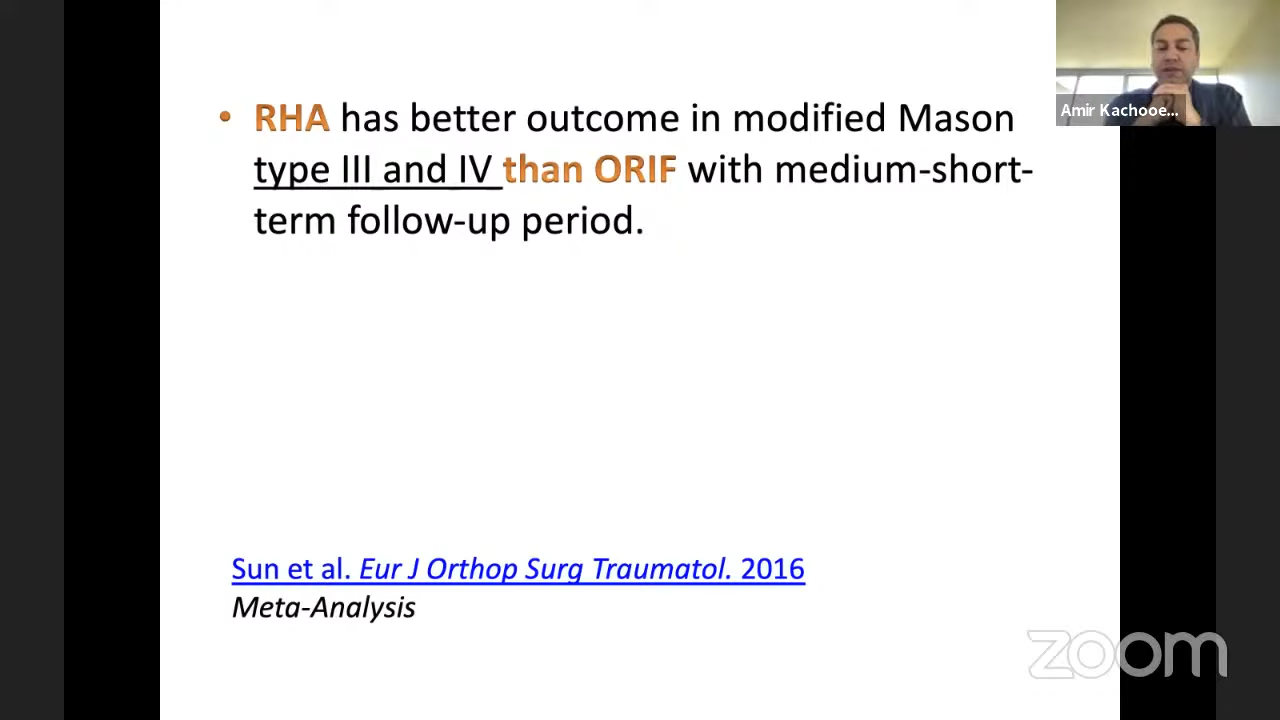 • RHA has better outcome in modified Mason
type III and IV than ORIF with medium-short-
term follow-up period.
Sun et al. Eur J Orthop Surg Traumatol. 2016
Meta-Analysis
Amir Kachooe...
zoom